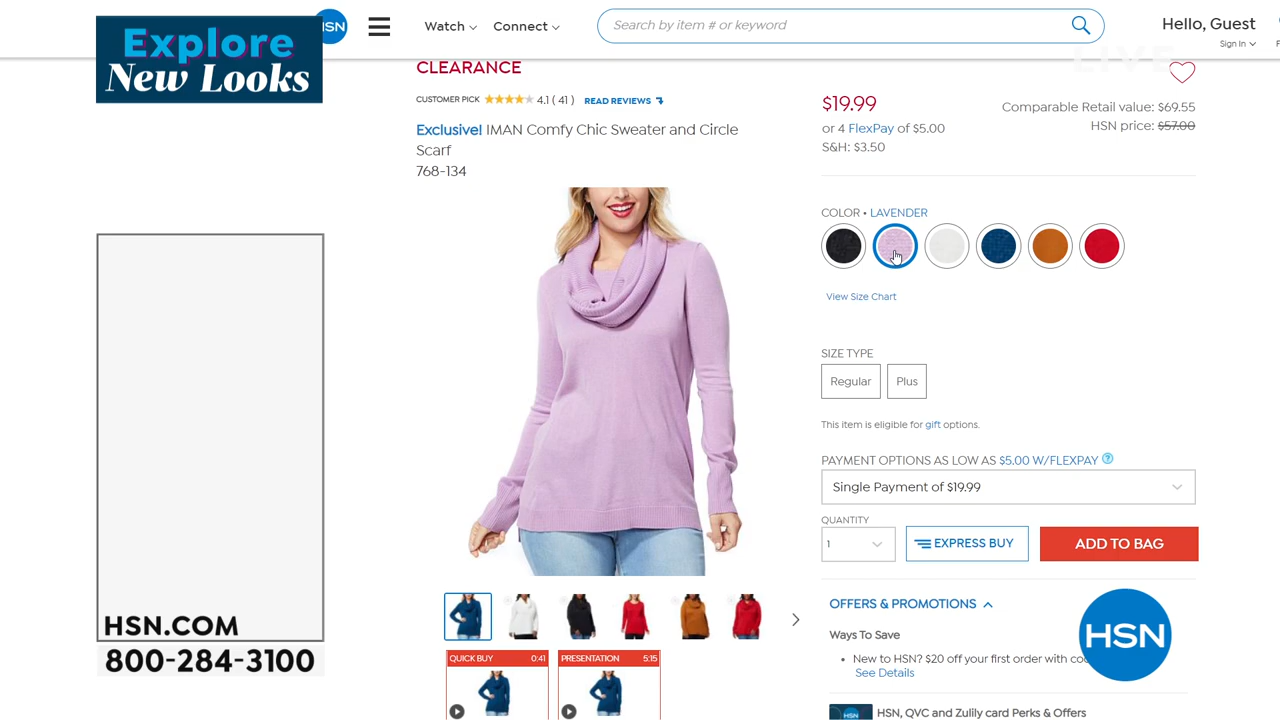 Explore
New Looks
HSN
Watch
Connect
Search by item # or keyword
Hello, Guest
Sign In
LIVE
CLEARANCE
CUSTOMER PICK 4.1 ( 41 ) READ REVIEWS
Exclusive! IMAN Comfy Chic Sweater and Circle
Scarf
768-134
$19.99
or 4 FlexPay of $5.00
S&H: $3.50
Comparable Retail value: $69.55
HSN price: $57.00
COLOR • LAVENDER
View Size Chart
SIZE TYPE
Regular
Plus
This item is eligible for gift options.
PAYMENT OPTIONS AS LOW AS $5.00 W/FLEXPAY ?
Single Payment of $19.99
QUANTITY
1
EXPRESS BUY
ADD TO BAG
OFFERS & PROMOTIONS
Ways To Save
• New to HSN? $20 off your first order with
See Details
HSN
HSN, QVC and Zulily card Perks & Offers
QUICK BUY 0:41
PRESENTATION 5:15
HSN.COM
800-284-3100